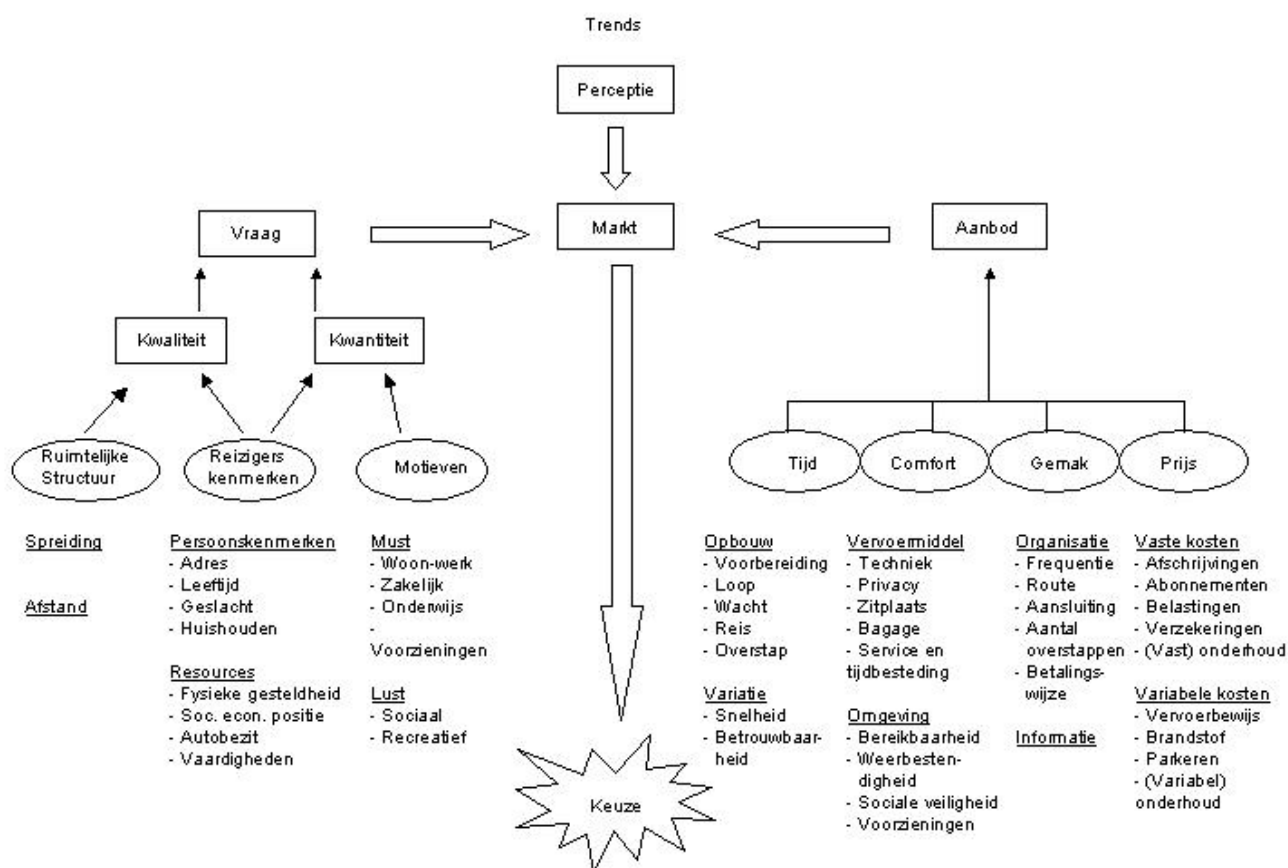 Trends
Perceptie
Vraag
Markt
Aanbod
Kwaliteit
Kwantiteit
Ruimtelijke
Structuur
Reizigers
kenmerken
Motieven
Tijd
Comfort
Gemak
Prijs
Spreiding
Afstand
Persoonskenmerken
- Adres
- Leeftijd
- Geslacht
- Huishouden
Resources
- Fysieke gesteldheid
- Soc. econ. positie
- Autobezit
- Vaardigheden
Must
- Woon-werk
- Zakelijk
- Onderwijs
-
Voorzieningen
Lust
- Sociaal
- Recreatief
Opbouw
- Voorbereiding
- Loop
- Wacht
- Reis
- Overstap
Variatie
- Snelheid
- Betrouwbaar-
heid
Vervoermiddel
- Techniek
- Privacy
- Zitplaats
- Bagage
- Service en
tijdbesteding
Omgeving
- Bereikbaarheid
- Weerbesten-
digheid
- Sociale veiligheid
- Voorzieningen
Organisatie
- Frequentie
- Route
- Aansluiting
- Aantal
overstappen
- Betalings-
wijze
Informatie
Vaste kosten
- Afschrijvingen
- Abonnementen
- Belastingen
- Verzekeringen
- (Vast) onderhoud
Variabele kosten
- Vervoerbewijs
- Brandstof
- Parkeren
- (Variabel)
onderhoud
Keuze